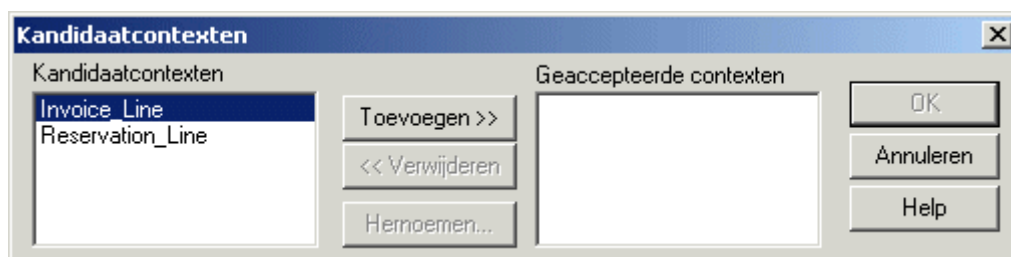 Kandidaatcontexten
Kandidaatcontexten
Invoice_Line
Reservation_Line
Toevoegen >>
<< Verwijderen
Hernoemen...
Geaccepteerde contexten
OK
Annuleren
Help